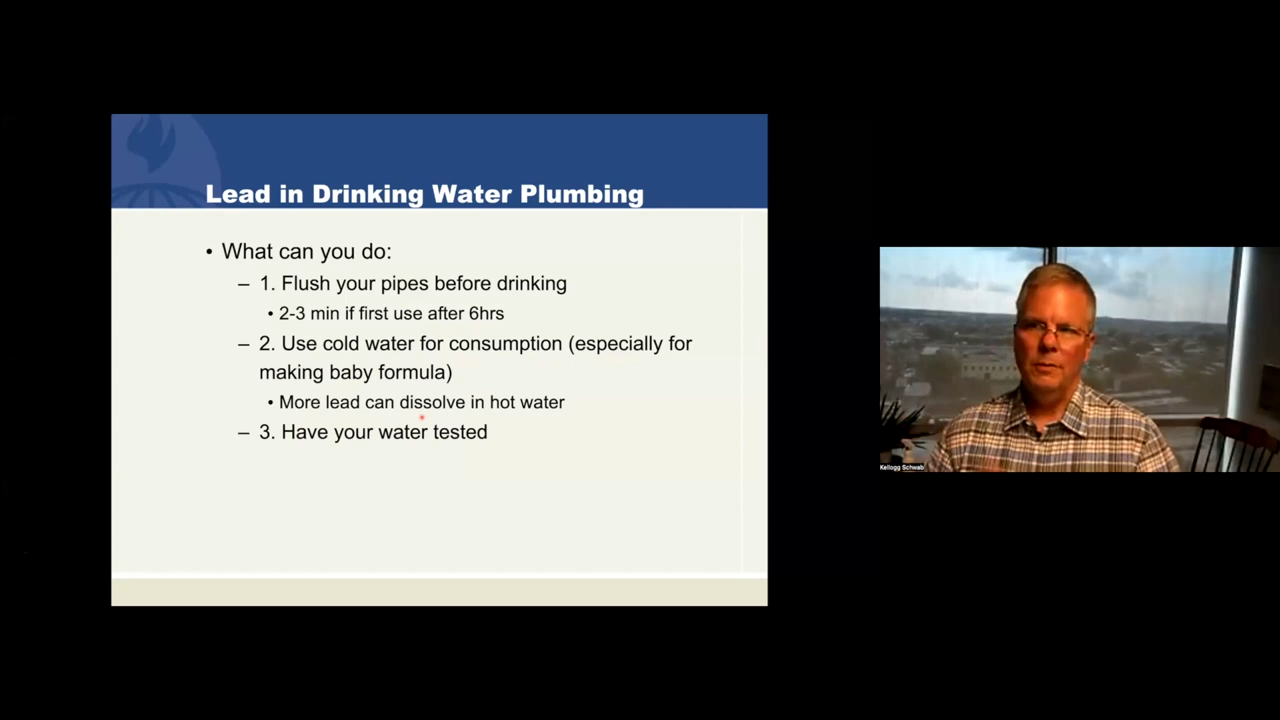 Lead in Drinking Water Plumbing
• What can you do:
– 1. Flush your pipes before drinking
• 2-3 min if first use after 6hrs
– 2. Use cold water for consumption (especially for
making baby formula)
• More lead can dissolve in hot water
– 3. Have your water tested
Kellogg Schwab